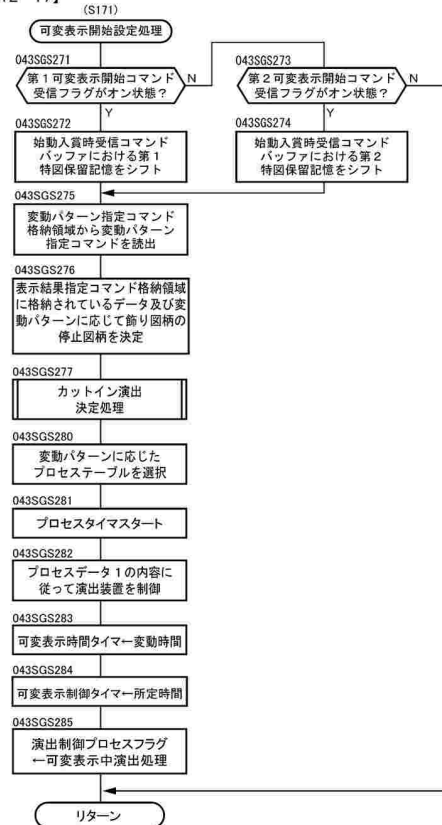 (S171)
可変表示開始設定処理
043SGS271
第1可変表示開始コマンド
受信フラグがオン状態?
N
Y
043SGS273
第2可変表示開始コマンド
受信フラグがオン状態?
N
Y
043SGS272
始動入賞時受信コマンド
バッファにおける第1
特図保留記憶をシフト
043SGS274
始動入賞時受信コマンド
バッファにおける第2
特図保留記憶をシフト
043SGS275
変動パターン指定コマンド
格納領域から変動パターン
指定コマンドを読出
043SGS276
表示結果指定コマンド格納領域
に格納されているデータ及び変
動パターンに応じて飾り図柄の
停止図柄を決定
043SGS277
カットイン演出
決定処理
043SGS280
変動パターンに応じた
プロセステーブルを選択
043SGS281
プロセスタイマスタート
043SGS282
プロセスデータ1の内容に
従って演出装置を制御
043SGS283
可変表示時間タイマ←変動時間
043SGS284
可変表示制御タイマ←所定時間
043SGS285
演出制御プロセスフラグ
←可変表示中演出処理
リターン